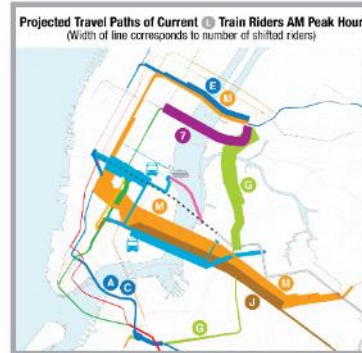 Projected Travel Paths of Current L Train Riders AM Peak Hour
(Width of line corresponds to number of shifted riders)
E
M
7
G
M
A C
M
J
G